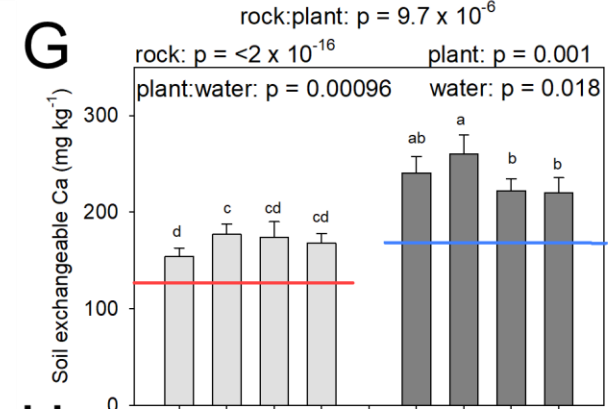 rock:plant: p = 9.7 x 10⁻⁶
G
rock: p = <2 x 10⁻¹⁶ plant: p = 0.001
plant:water: p = 0.00096 water: p = 0.018
Soil exchangeable Ca (mg kg⁻¹)
300
200
100
0
d c cd cd ab a b b